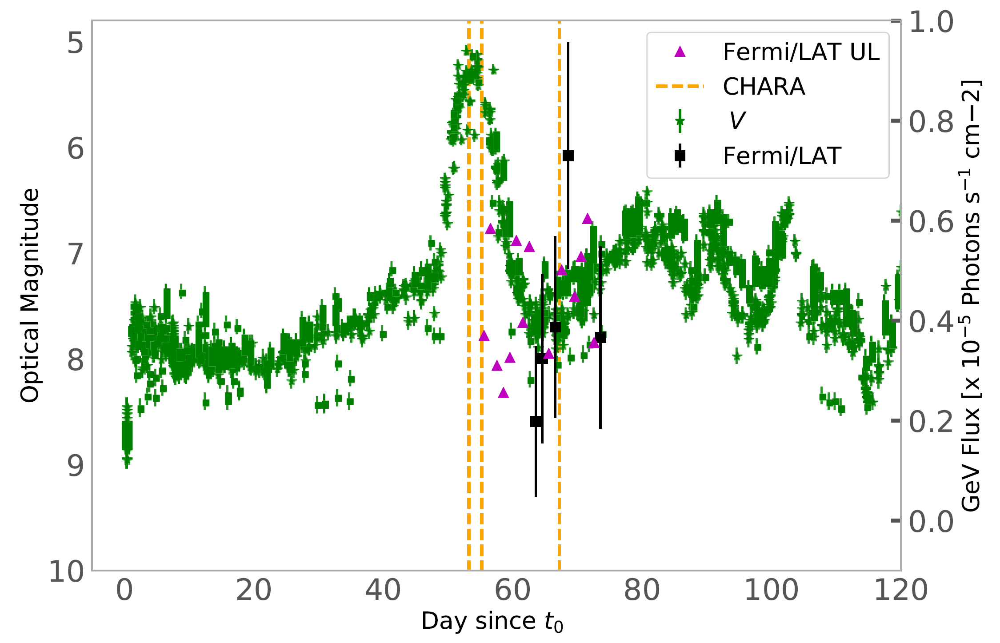 Optical Magnitude
5
6
7
8
9
10
0
20
40
60
80
100
120
Day since t₀
1.0
0.8
0.6
0.4
0.2
0.0
GeV Flux [x 10⁻⁵ Photons s⁻¹ cm−2]
Fermi/LAT UL
CHARA
V
Fermi/LAT